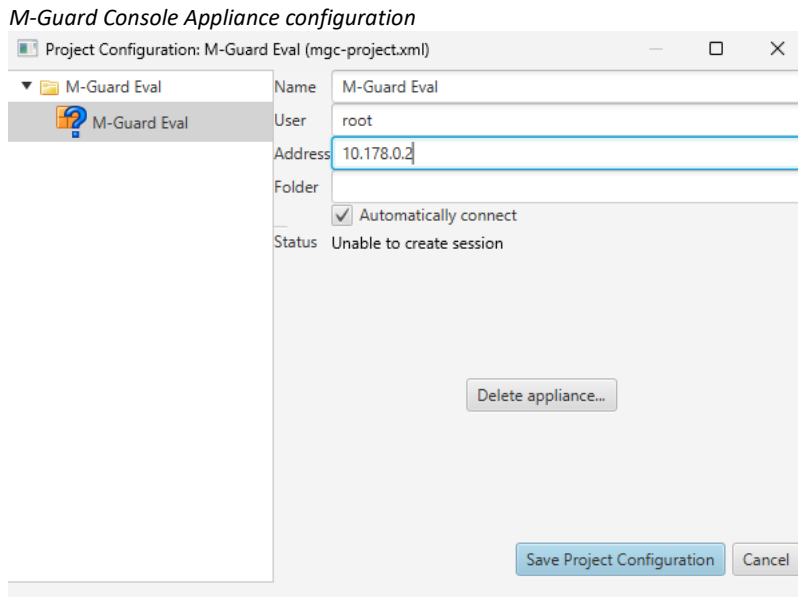 M-Guard Console Appliance configuration
Project Configuration: M-Guard Eval (mgc-project.xml)
M-Guard Eval
M-Guard Eval
Name M-Guard Eval
User root
Address 10.178.0.2
Folder
Automatically connect
Status Unable to create session
Delete appliance...
Save Project Configuration Cancel